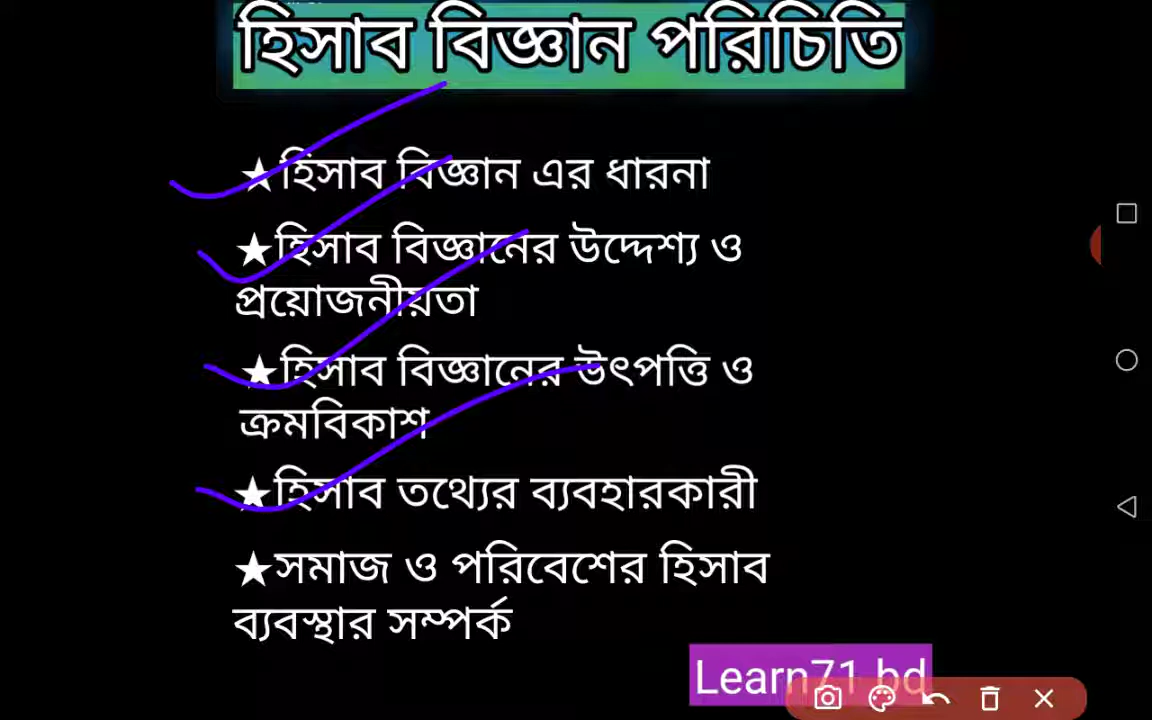 হিসাব বিজ্ঞান পরিচিতি
★হিসাব বিজ্ঞান এর ধারনা
★হিসাব বিজ্ঞানের উদ্দেশ্য ও
প্রয়োজনীয়তা
★হিসাব বিজ্ঞানের উৎপত্তি ও
ক্রমবিকাশ
★হিসাব তথ্যের ব্যবহারকারী
★সমাজ ও পরিবেশের হিসাব
ব্যবস্থার সম্পর্ক
Learn71 bd